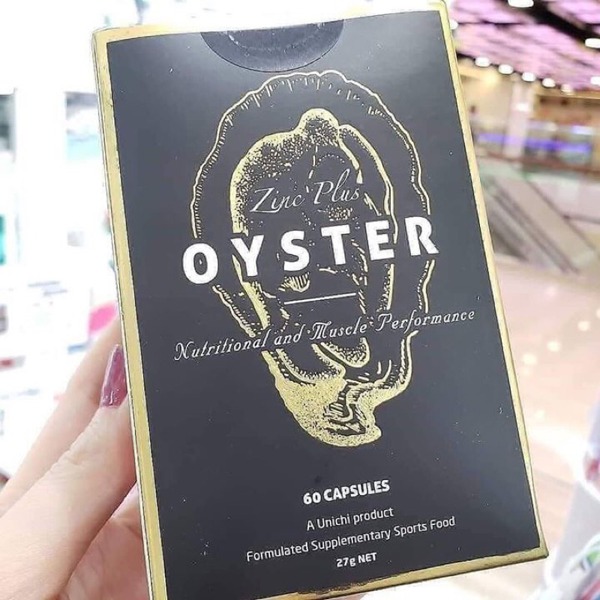 Zinc Plus
OYSTER
Nutritional and Muscle Performance
60 CAPSULES
A Unichi product
Formulated Supplementary Sports Food
27g NET